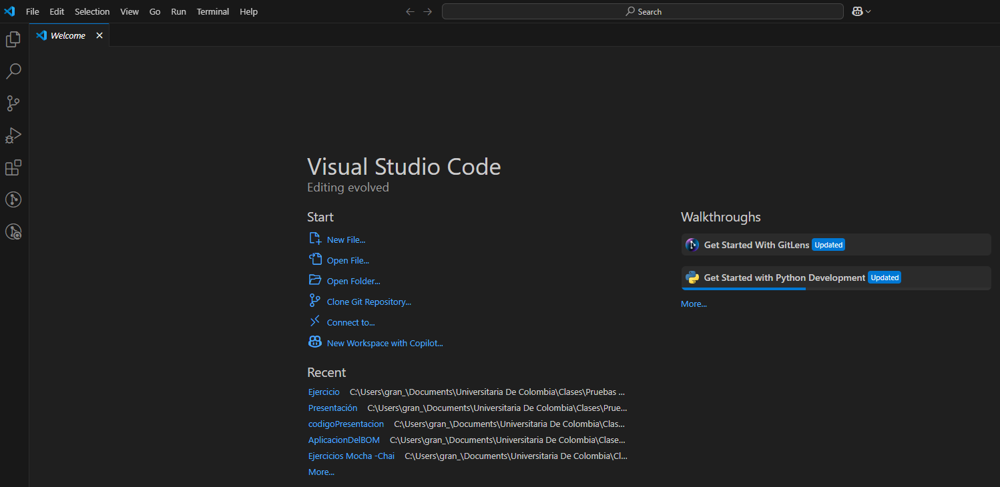 File Edit Selection View Go Run Terminal Help Search
Welcome
Visual Studio Code
Editing evolved
Start
New File...
Open File...
Open Folder...
Clone Git Repository...
Connect to...
New Workspace with Copilot...
Recent
Ejercicio C:\Users\gran_\Documents\Universitaria De Colombia\Clases\Pruebas ...
Presentación C:\Users\gran_\Documents\Universitaria De Colombia\Clases\Prue...
codigoPresentacion C:\Users\gran_\Documents\Universitaria De Colombia\Clas...
AplicacionDelBOM C:\Users\gran_\Documents\Universitaria De Colombia\Clase...
Ejercicios Mocha -Chai C:\Users\gran_\Documents\Universitaria De Colombia\Cl...
More...
Walkthroughs
Get Started With GitLens Updated
Get Started with Python Development Updated
More...